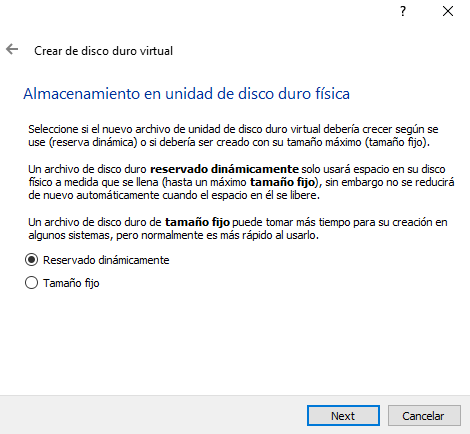 ?
Crear de disco duro virtual
Almacenamiento en unidad de disco duro física
Seleccione si el nuevo archivo de unidad de disco duro virtual debería crecer según se
use (reserva dinámica) o si debería ser creado con su tamaño máximo (tamaño fijo).
Un archivo de disco duro reservado dinámicamente solo usará espacio en su disco
físico a medida que se llena (hasta un máximo tamaño fijo), sin embargo no se reducirá
de nuevo automáticamente cuando el espacio en él se libere.
Un archivo de disco duro de tamaño fijo puede tomar más tiempo para su creación en
algunos sistemas, pero normalmente es más rápido al usarlo.
Reservado dinámicamente
Tamaño fijo
Next Cancelar